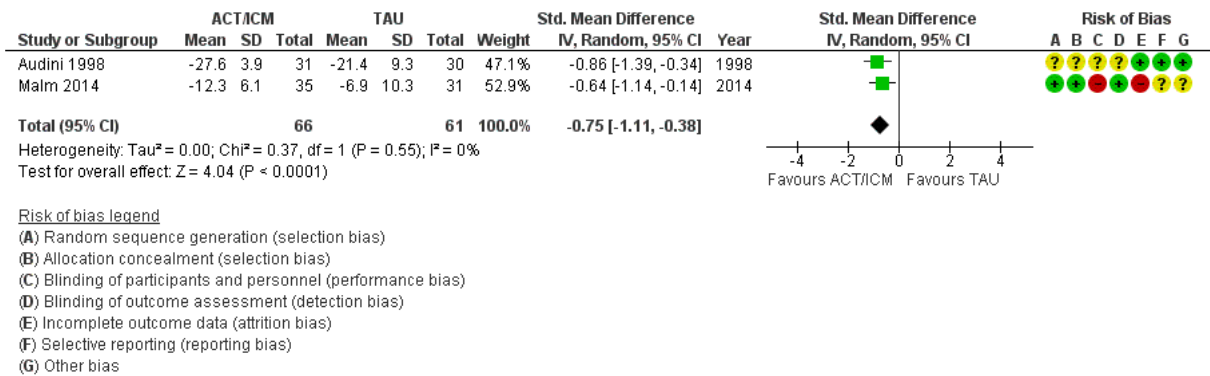 ACT/ICM TAU Std. Mean Difference Std. Mean Difference Risk of Bias
Study or Subgroup Mean SD Total Mean SD Total Weight IV, Random, 95% CI Year IV, Random, 95% CI A B C D E F G
Audini 1998 -27.6 3.9 31 -21.4 9.3 30 47.1% -0.86 [-1.39, -0.34] 1998 ? ? ? ? + + +
Malm 2014 -12.3 6.1 35 -6.9 10.3 31 52.9% -0.64 [-1.14, -0.14] 2014 + + - + - ? ?
Total (95% CI) 66 61 100.0% -0.75 [-1.11, -0.38]
Heterogeneity: Tau² = 0.00; Chi² = 0.37, df = 1 (P = 0.55); I² = 0%
Test for overall effect: Z = 4.04 (P < 0.0001)
-4 -2 0 2 4
Favours ACT/ICM Favours TAU
Risk of bias legend
(A) Random sequence generation (selection bias)
(B) Allocation concealment (selection bias)
(C) Blinding of participants and personnel (performance bias)
(D) Blinding of outcome assessment (detection bias)
(E) Incomplete outcome data (attrition bias)
(F) Selective reporting (reporting bias)
(G) Other bias